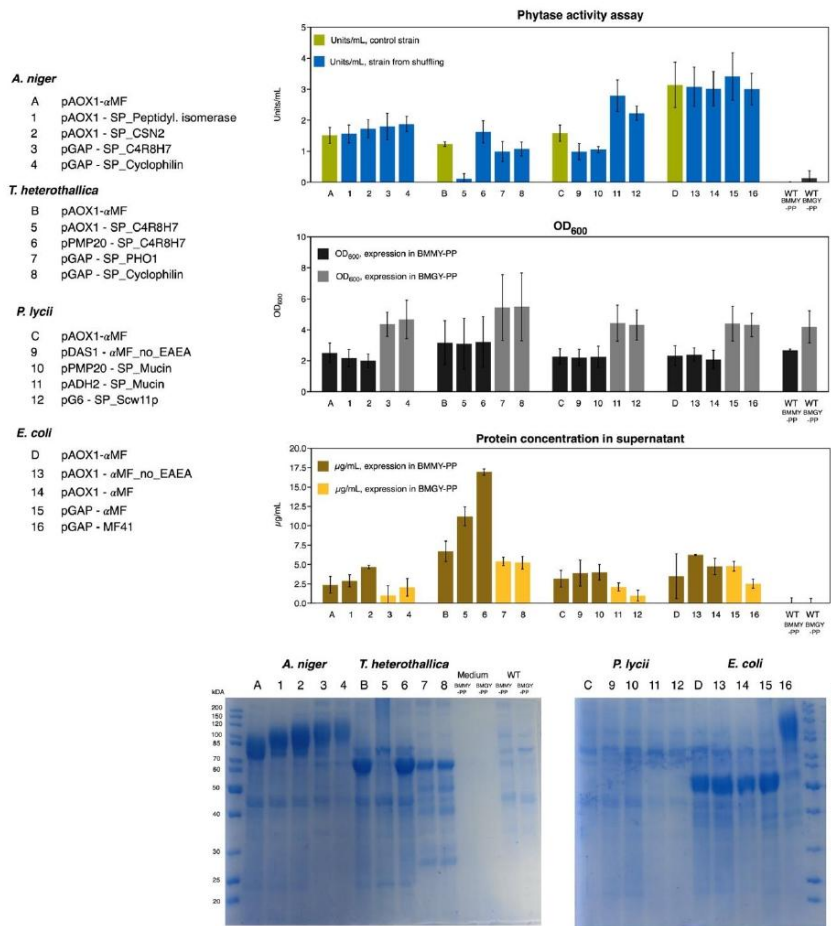 A. niger
A pAOX1-αMF
1 pAOX1 - SP_Peptidyl. isomerase
2 pAOX1 - SP_CSN2
3 pGAP - SP_C4R8H7
4 pGAP - SP_Cyclophilin
T. heterothallica
B pAOX1-αMF
5 pAOX1 - SP_C4R8H7
6 pPMP20 - SP_C4R8H7
7 pGAP - SP_PHO1
8 pGAP - SP_Cyclophilin
P. lycii
C pAOX1-αMF
9 pDAS1 - αMF_no_EAEA
10 pPMP20 - SP_Mucin
11 pADH2 - SP_Mucin
12 pG6 - SP_Scw11p
E. coli
D pAOX1-αMF
13 pAOX1 - αMF_no_EAEA
14 pAOX1 - αMF
15 pGAP - αMF
16 pGAP - MF41
Phytase activity assay
Units/mL, control strain
Units/mL, strain from shuffling
Units/mL
5
4
3
2
1
0
A 1 2 3 4 B 5 6 7 8 C 9 10 11 12 D 13 14 15 16 WT WT
BMMY BMGY
-PP -PP
OD600
OD600, expression in BMMY-PP
OD600, expression in BMGY-PP
OD600
10
8
6
4
2
0
A 1 2 3 4 B 5 6 7 8 C 9 10 11 12 D 13 14 15 16 WT WT
BMMY BMGY
-PP -PP
Protein concentration in supernatant
µg/mL, expression in BMMY-PP
µg/mL, expression in BMGY-PP
µg/mL
20.0
17.5
15.0
12.5
10.0
7.5
5.0
2.5
0.0
A 1 2 3 4 B 5 6 7 8 C 9 10 11 12 D 13 14 15 16 WT WT
BMMY BMGY
-PP -PP
A. niger T. heterothallica
Medium WT
kDA A 1 2 3 4 B 5 6 7 8 BMMY BMGY BMMY BMGY
-PP -PP -PP -PP
200
150
120
100
85
70
60
50
40
30
25
20
P. lycii E. coli
C 9 10 11 12 D 13 14 15 16